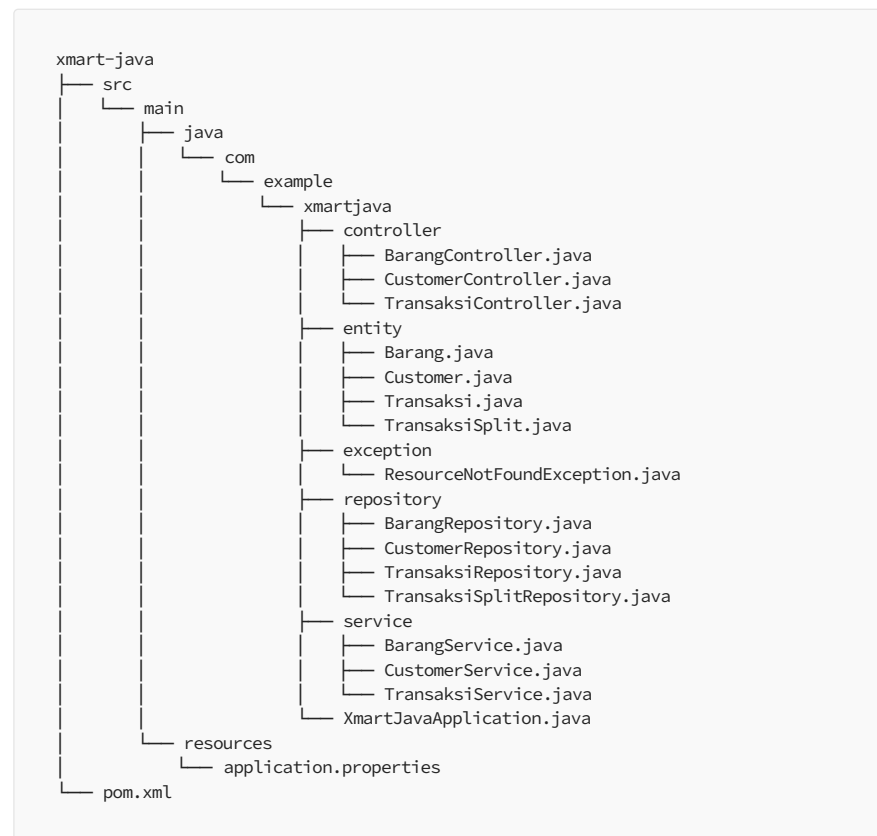 xmart-java
├── src
│   └── main
│       ├── java
│       │   └── com
│       │       └── example
│       │           └── xmartjava
│       │               ├── controller
│       │               │   ├── BarangController.java
│       │               │   ├── CustomerController.java
│       │               │   └── TransaksiController.java
│       │               ├── entity
│       │               │   ├── Barang.java
│       │               │   ├── Customer.java
│       │               │   ├── Transaksi.java
│       │               │   └── TransaksiSplit.java
│       │               ├── exception
│       │               │   └── ResourceNotFoundException.java
│       │               ├── repository
│       │               │   ├── BarangRepository.java
│       │               │   ├── CustomerRepository.java
│       │               │   ├── TransaksiRepository.java
│       │               │   └── TransaksiSplitRepository.java
│       │               ├── service
│       │               │   ├── BarangService.java
│       │               │   ├── CustomerService.java
│       │               │   └── TransaksiService.java
│       │               └── XmartJavaApplication.java
│       └── resources
│           └── application.properties
└── pom.xml